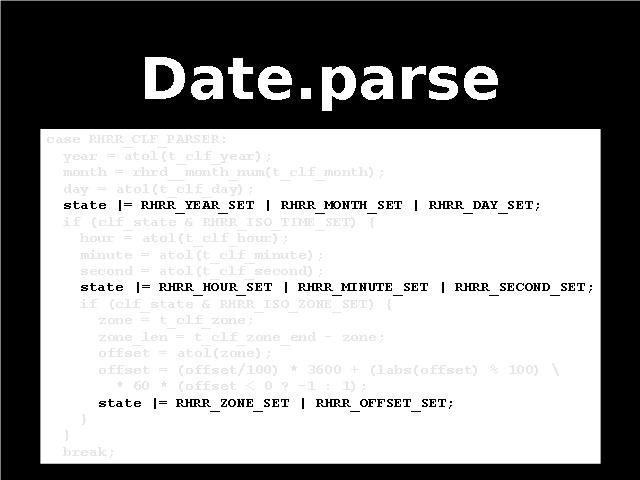 Date.parse
case RHRR_CLF_PARSER:
year = atol(t_clf_year);
month = rhrd__month_num(t_clf_month);
day = atol(t_clf_day);
state |= RHRR_YEAR_SET | RHRR_MONTH_SET | RHRR_DAY_SET;
if (clf_state & RHRR_ISO_TIME_SET) {
hour = atol(t_clf_hour);
minute = atol(t_clf_minute);
second = atol(t_clf_second);
state |= RHRR_HOUR_SET | RHRR_MINUTE_SET | RHRR_SECOND_SET;
if (clf_state & RHRR_ISO_ZONE_SET) {
zone = t_clf_zone;
zone_len = t_clf_zone_end - zone;
offset = atol(zone);
offset = (offset/100) * 3600 + (labs(offset) % 100) \
* 60 * (offset < 0 ? -1 : 1);
state |= RHRR_ZONE_SET | RHRR_OFFSET_SET;
}
}
break;